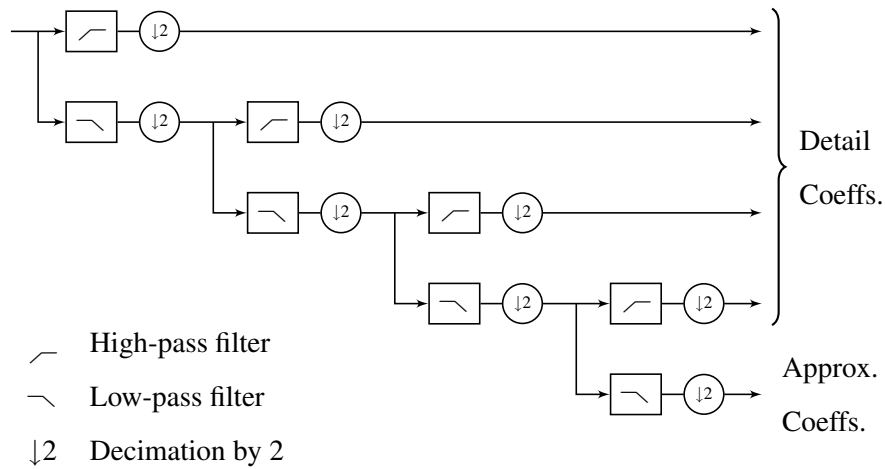 ↓2
↓2 ↓2
↓2 ↓2
↓2 ↓2
↓2
Detail
Coeffs.
Approx.
Coeffs.
High-pass filter
Low-pass filter
↓2 Decimation by 2